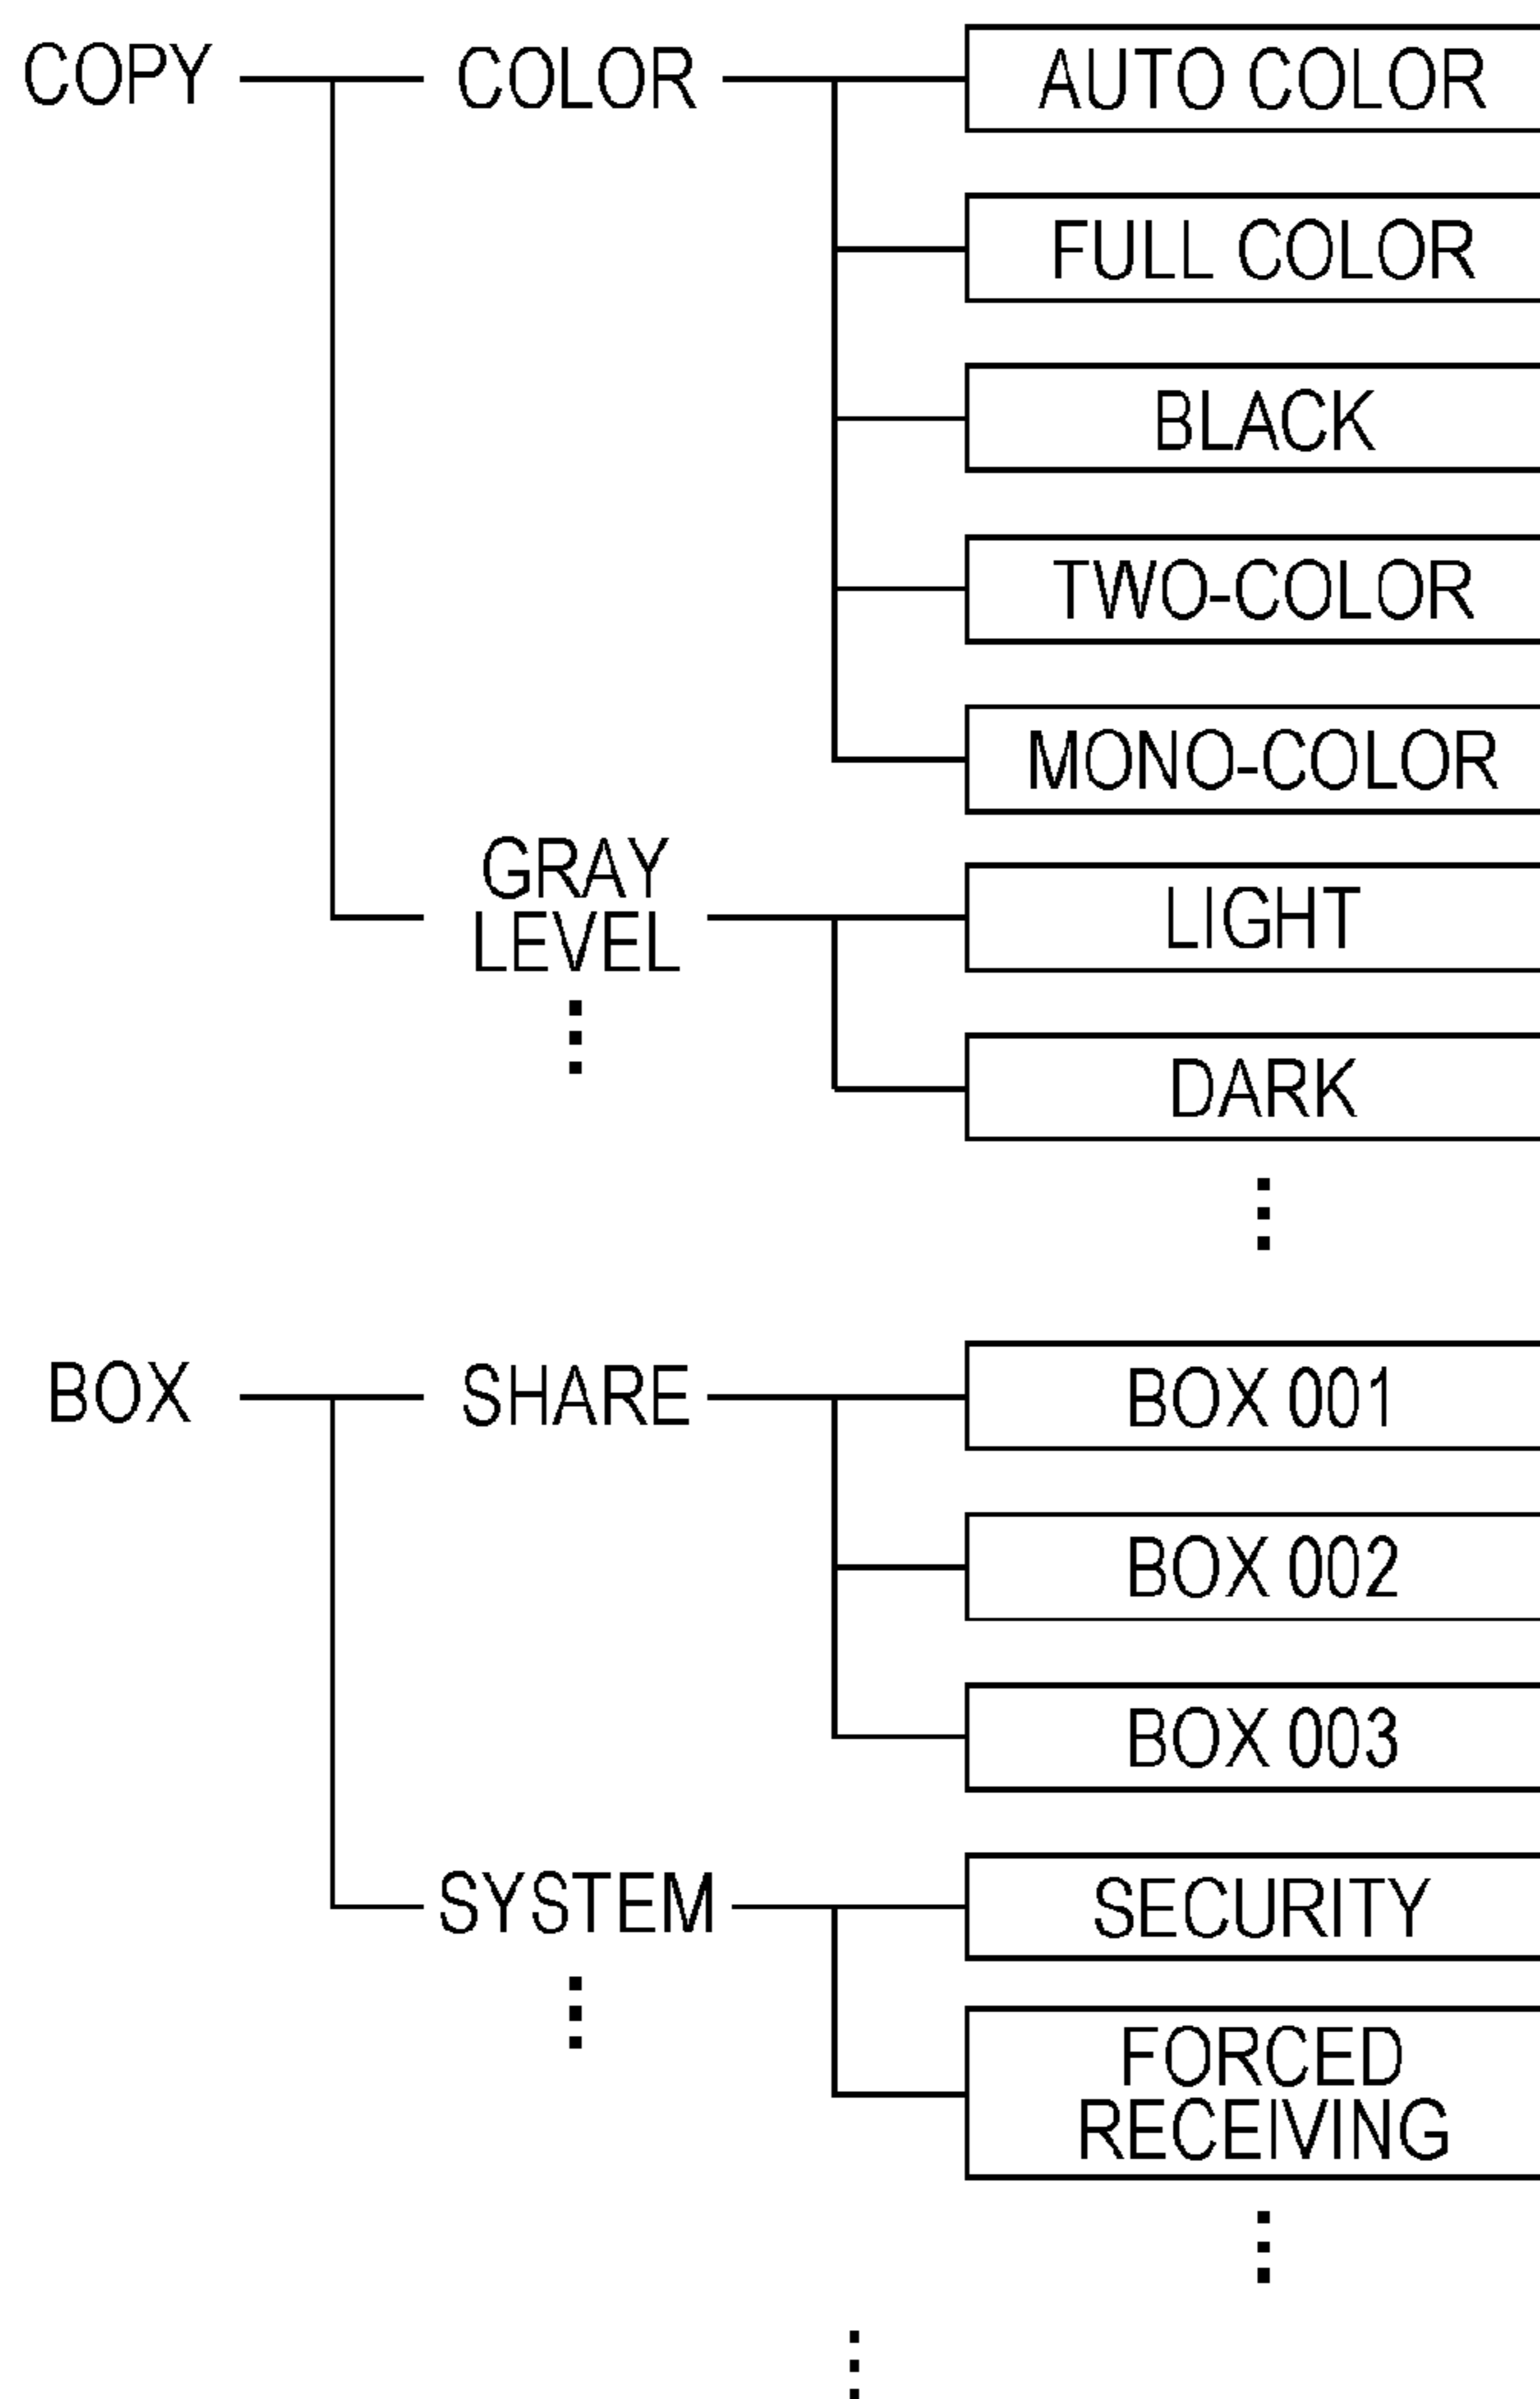 COPY
COLOR
AUTO COLOR
FULL COLOR
BLACK
TWO-COLOR
MONO-COLOR
GRAY
LEVEL
LIGHT
DARK
BOX
SHARE
BOX 001
BOX 002
BOX 003
SYSTEM
SECURITY
FORCED
RECEIVING